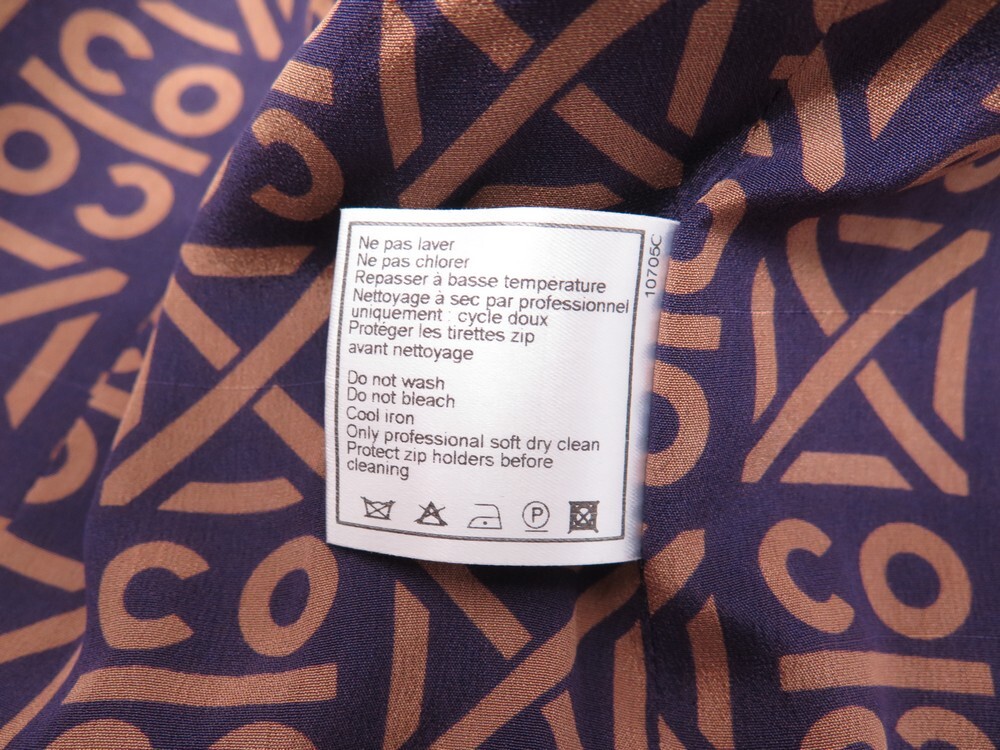 Ne pas laver
Ne pas chlorer
Repasser à basse température
Nettoyage à sec par professionnel
uniquement : cycle doux
Protéger les tirettes zip
avant nettoyage
Do not wash
Do not bleach
Cool iron
Only professional soft dry clean
Protect zip holders before
cleaning
P
10705C
co
co